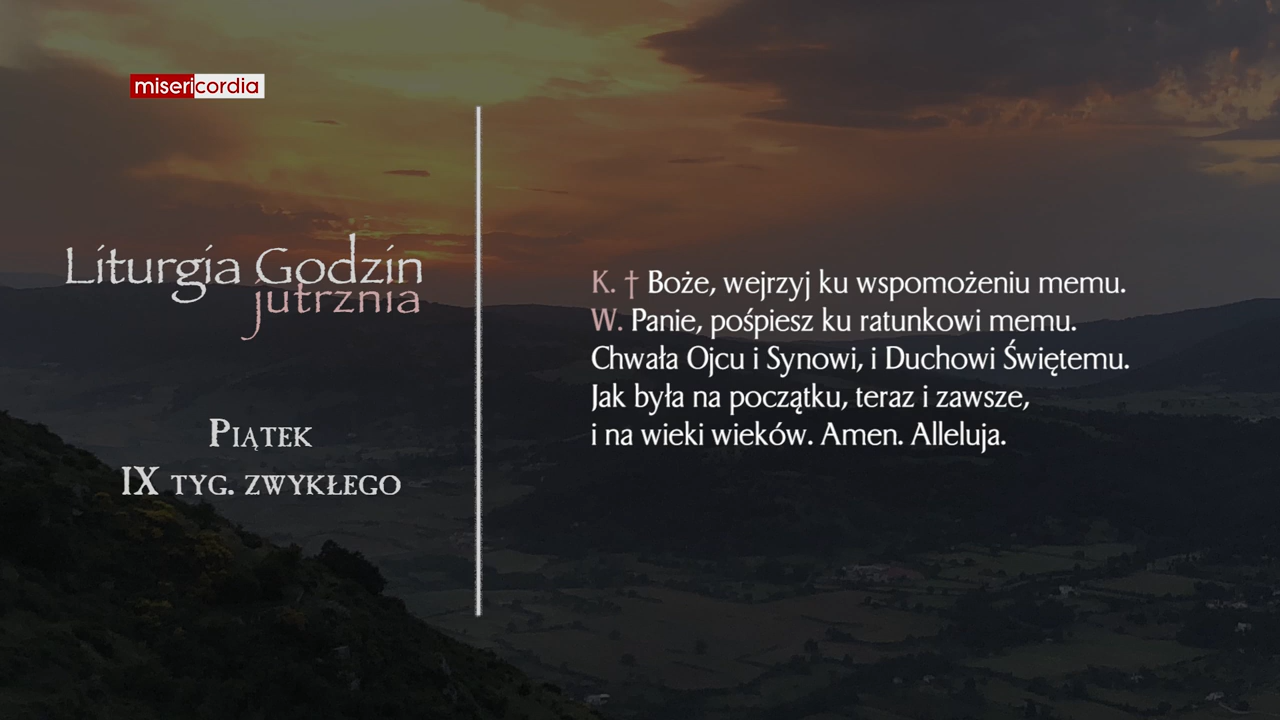 misericordia
Liturgia Godzin
jutrznia
Piątek
IX tyg. zwykłego
K. † Boże, wejrzyj ku wspomożeniu memu.
W. Panie, pośpiesz ku ratunkowi memu.
Chwała Ojcu i Synowi, i Duchowi Świętemu.
Jak była na początku, teraz i zawsze,
i na wieki wieków. Amen. Alleluja.